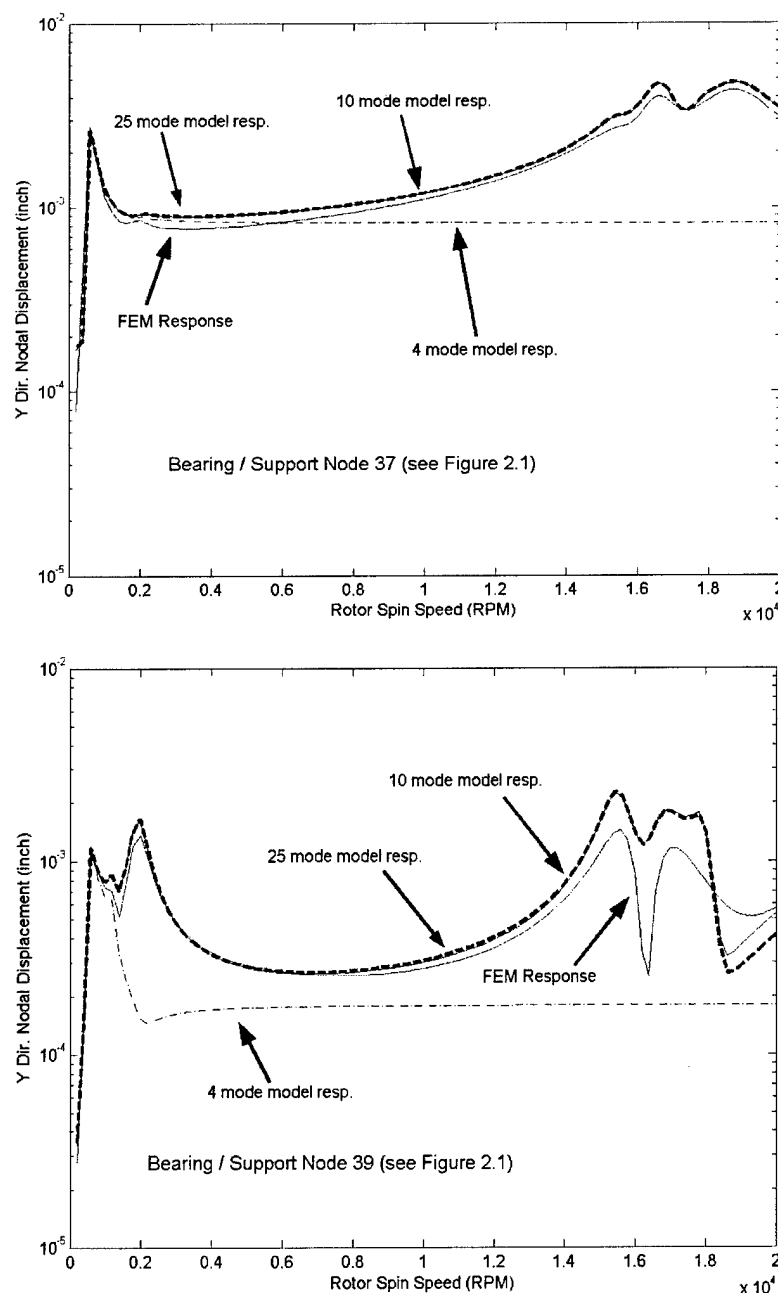 10^-2
10^-3
10^-4
10^-5
Y Dir. Nodal Displacement (inch)
25 mode model resp.
10 mode model resp.
FEM Response
4 mode model resp.
Bearing / Support Node 37 (see Figure 2.1)
0 0.2 0.4 0.6 0.8 1 1.2 1.4 1.6 1.8 2
Rotor Spin Speed (RPM)
x 10^4
10^-2
10^-3
10^-4
10^-5
Y Dir. Nodal Displacement (inch)
10 mode model resp.
25 mode model resp.
FEM Response
4 mode model resp.
Bearing / Support Node 39 (see Figure 2.1)
0 0.2 0.4 0.6 0.8 1 1.2 1.4 1.6 1.8 2
Rotor Spin Speed (RPM)
x 10^4